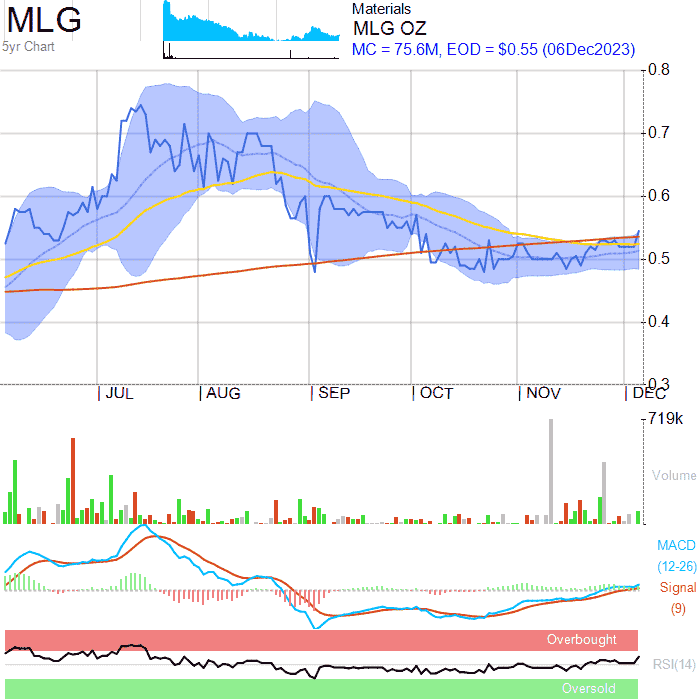 MLG
5yr Chart
Materials
MLG OZ
MC = 75.6M, EOD = $0.55 (06Dec2023)
0.8
0.7
0.6
0.5
0.4
0.3
JUL AUG SEP OCT NOV DEC
719k
Volume
MACD
(12-26)
Signal
(9)
Overbought
RSI(14)
Oversold